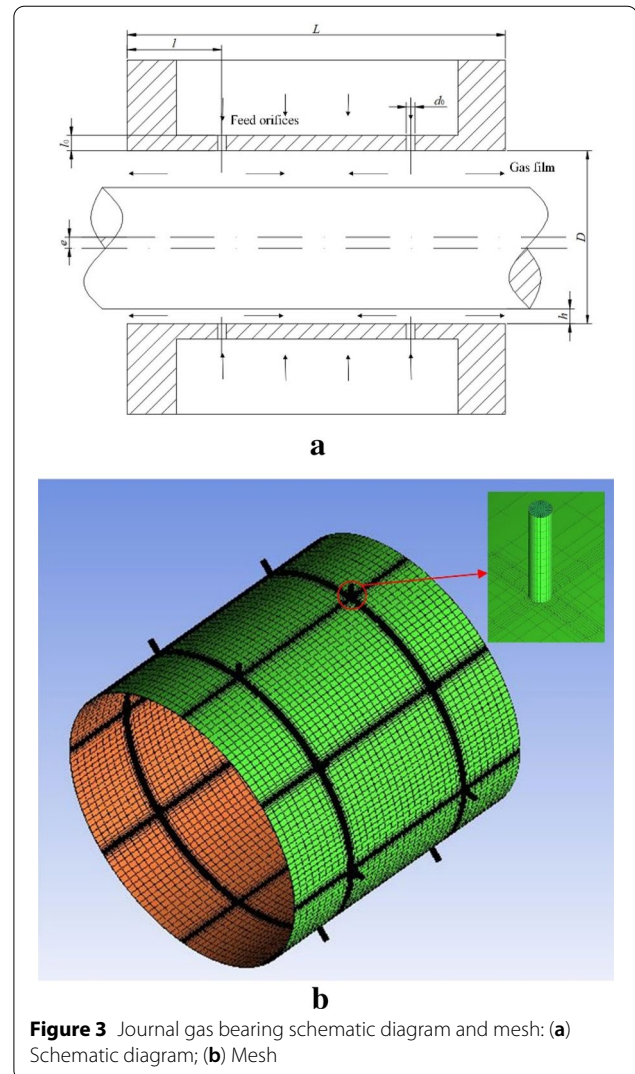 L
l
d₀
Feed orifices
l₀
Gas film
e
D
h
a
b
Figure 3 Journal gas bearing schematic diagram and mesh: (a)
Schematic diagram; (b) Mesh